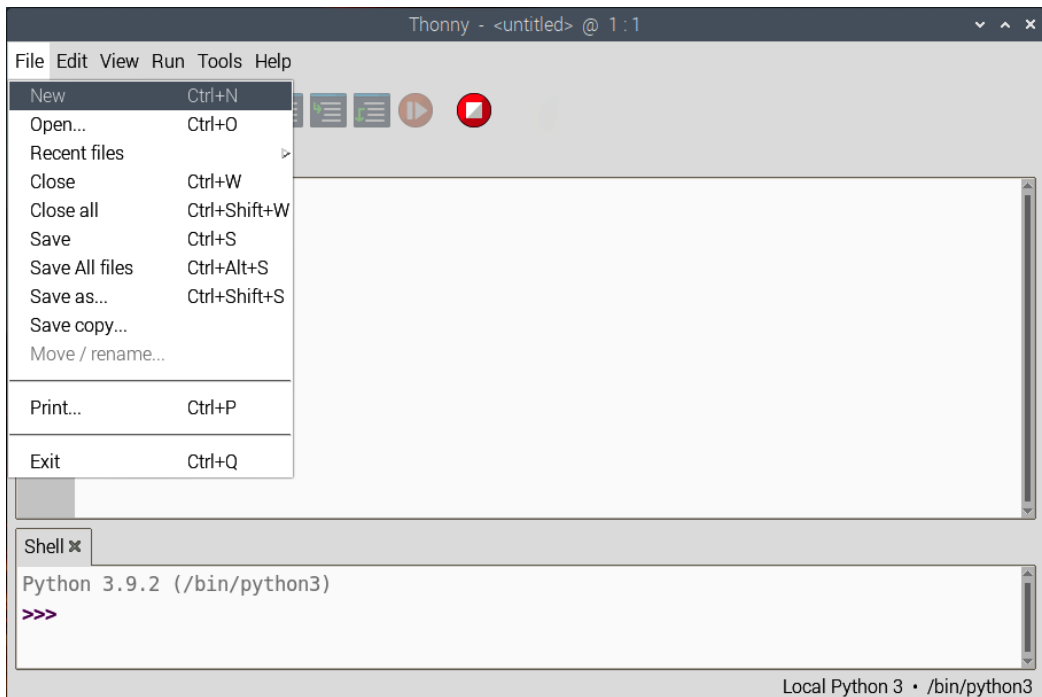 Thonny - <untitled> @ 1:1
File Edit View Run Tools Help
New Ctrl+N
Open... Ctrl+O
Recent files
Close Ctrl+W
Close all Ctrl+Shift+W
Save Ctrl+S
Save All files Ctrl+Alt+S
Save as... Ctrl+Shift+S
Save copy...
Move / rename...
Print... Ctrl+P
Exit Ctrl+Q
Shell
Python 3.9.2 (/bin/python3)
>>>
Local Python 3 • /bin/python3